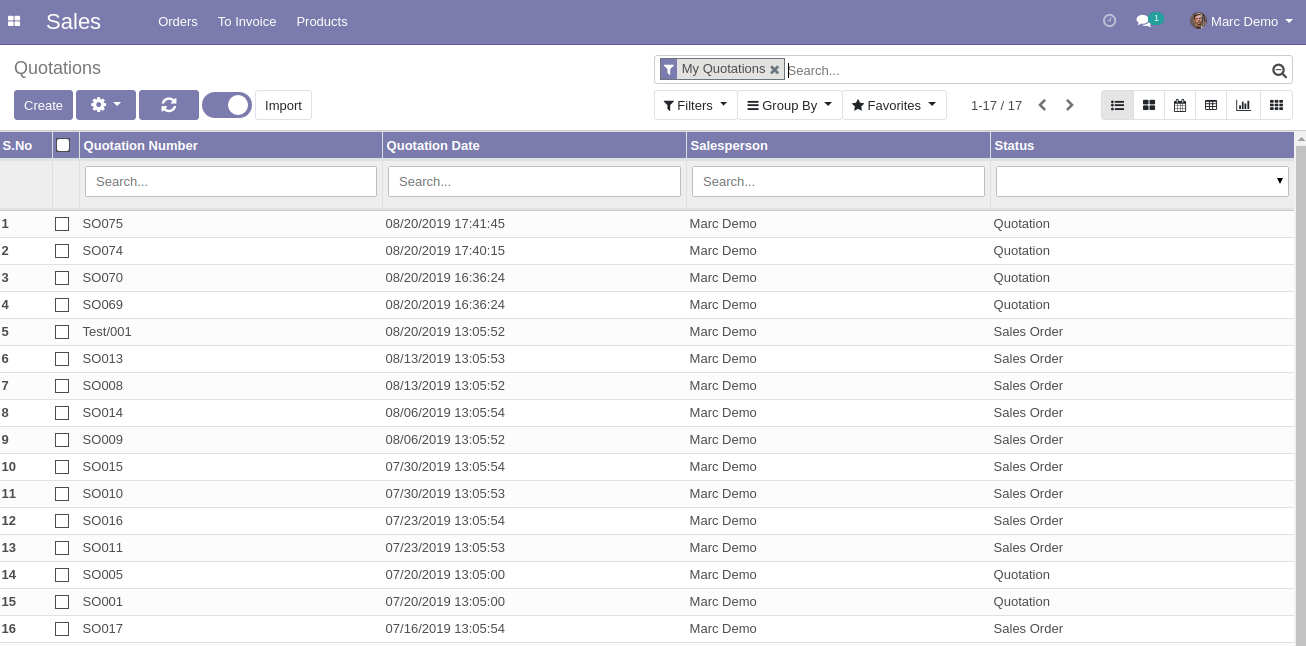 Sales Orders To Invoice Products 1 Marc Demo
Quotations My Quotations Search...
Create Import Filters Group By Favorites 1-17 / 17
S.No Quotation Number Quotation Date Salesperson Status
Search... Search... Search...
1 SO075 08/20/2019 17:41:45 Marc Demo Quotation
2 SO074 08/20/2019 17:40:15 Marc Demo Quotation
3 SO070 08/20/2019 16:36:24 Marc Demo Quotation
4 SO069 08/20/2019 16:36:24 Marc Demo Quotation
5 Test/001 08/20/2019 13:05:52 Marc Demo Sales Order
6 SO013 08/13/2019 13:05:53 Marc Demo Sales Order
7 SO008 08/13/2019 13:05:52 Marc Demo Sales Order
8 SO014 08/06/2019 13:05:54 Marc Demo Sales Order
9 SO009 08/06/2019 13:05:52 Marc Demo Sales Order
10 SO015 07/30/2019 13:05:54 Marc Demo Sales Order
11 SO010 07/30/2019 13:05:53 Marc Demo Sales Order
12 SO016 07/23/2019 13:05:54 Marc Demo Sales Order
13 SO011 07/23/2019 13:05:53 Marc Demo Sales Order
14 SO005 07/20/2019 13:05:00 Marc Demo Quotation
15 SO001 07/20/2019 13:05:00 Marc Demo Quotation
16 SO017 07/16/2019 13:05:54 Marc Demo Sales Order